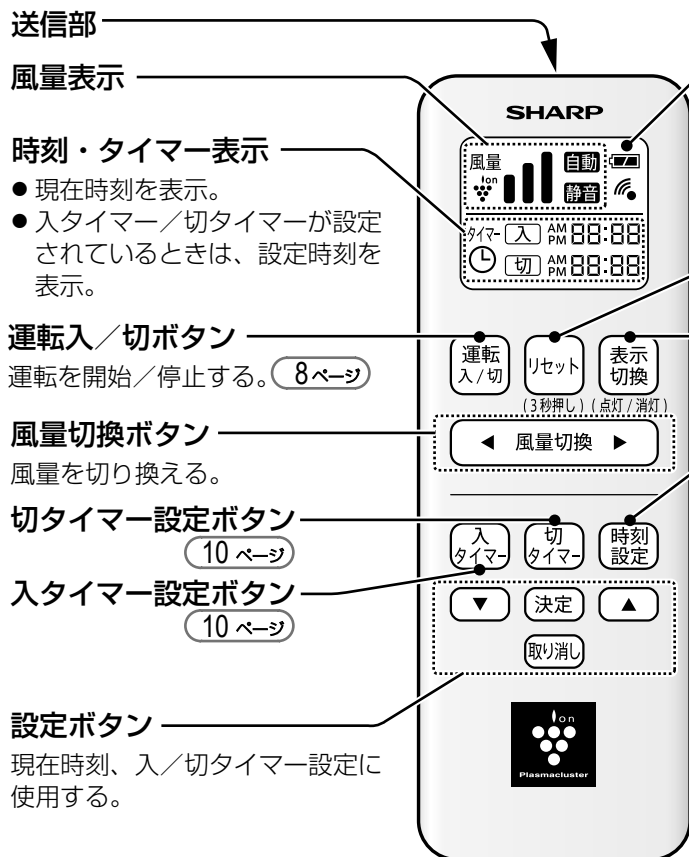 送信部
風量表示
時刻・タイマー表示
● 現在時刻を表示。
● 入タイマー／切タイマーが設定
されているときは、設定時刻を
表示。
運転入／切ボタン
運転を開始／停止する。 8ページ
風量切換ボタン
風量を切り換える。
切タイマー設定ボタン
10 ページ
入タイマー設定ボタン
10 ページ
設定ボタン
現在時刻、入／切タイマー設定に
使用する。
SHARP
風量
自動
ion
静音
タイマー 入 AM PM 88:88
切 AM PM 88:88
運転
入/切
リセット
(3秒押し)
表示
切換
(点灯/消灯)
◀ 風量切換 ▶
入
タイマー
切
タイマー
時刻
設定
▼ 決定 ▲
取り消し
ion
Plasmacluster